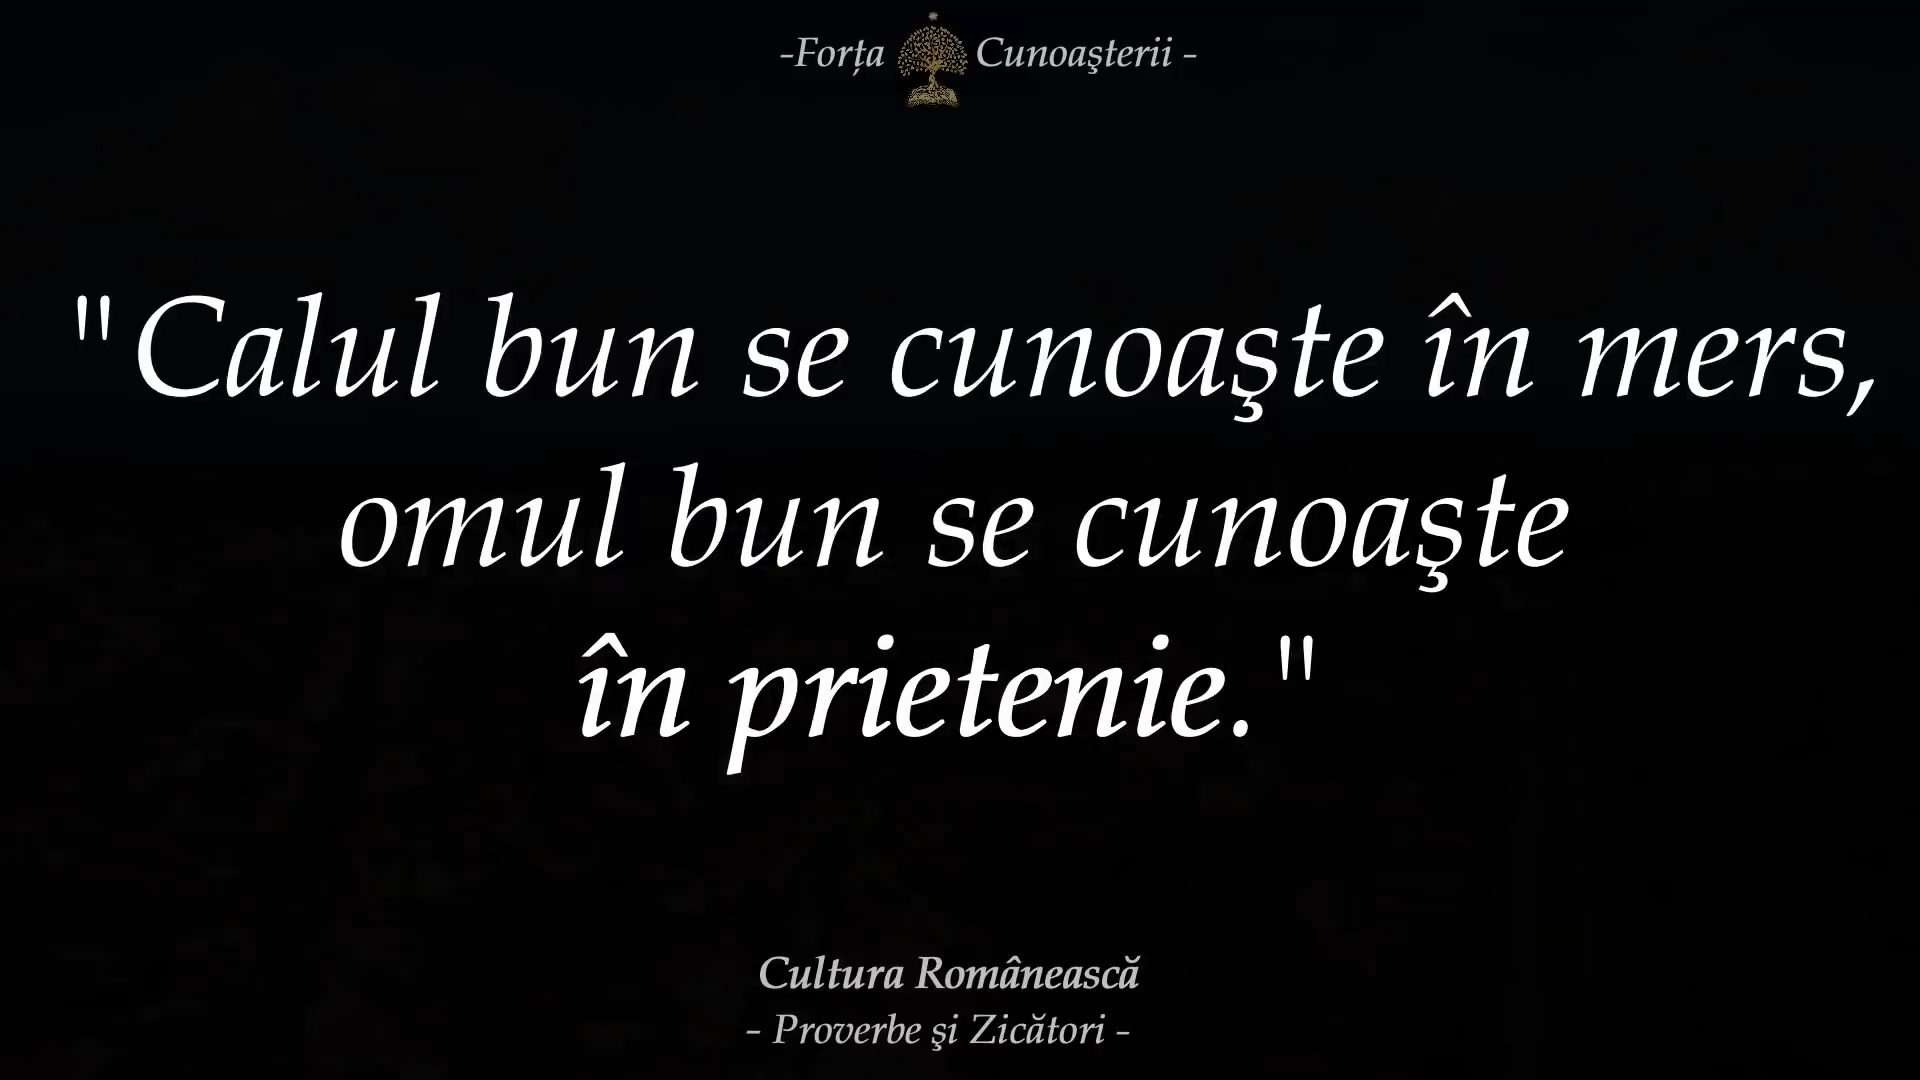 -Forța Cunoaşterii -
"Calul bun se cunoaşte în mers,
omul bun se cunoaşte
în prietenie."
Cultura Românească
- Proverbe şi Zicători -